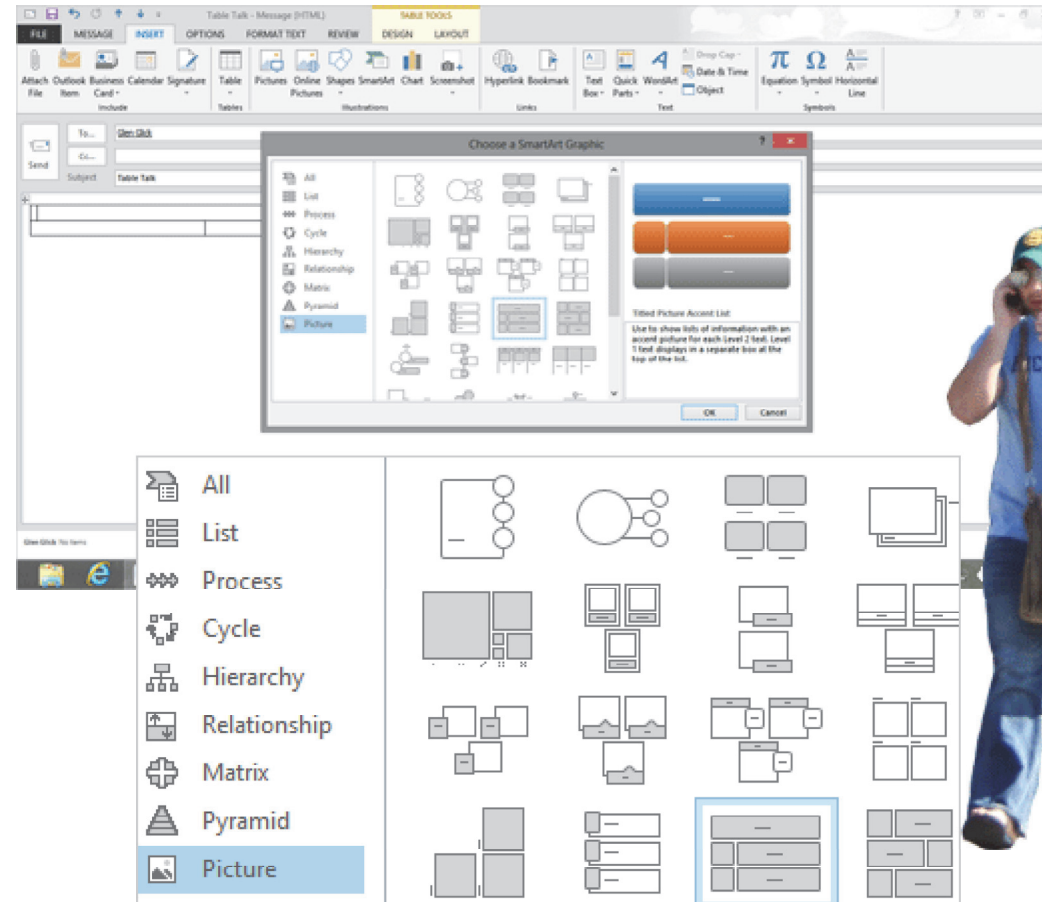 Table Talk - Message (HTML)
TABLE TOOLS
FILE MESSAGE INSERT OPTIONS FORMAT TEXT REVIEW DESIGN LAYOUT
Attach Outlook Business Calendar Signature Table Pictures Online Shapes SmartArt Chart Screenshot Hyperlink Bookmark Text Quick WordArt Drop Cap Equation Symbol Horizontal
File Item Card Pictures Box Parts Date & Time Line
Object
Include Tables Illustrations Links Text Symbols
To...
Glen Glick
Cc...
Send
Subject
Table Talk
Choose a SmartArt Graphic
?
All
List
Process
Cycle
Hierarchy
Relationship
Matrix
Pyramid
Picture
Titled Picture Accent List
Use to show lists of information with an
accent picture for each Level 2 text. Level
1 text displays in a separate box at the
top of the list.
OK
Cancel
Glen Glick No Items
All
List
Process
Cycle
Hierarchy
Relationship
Matrix
Pyramid
Picture